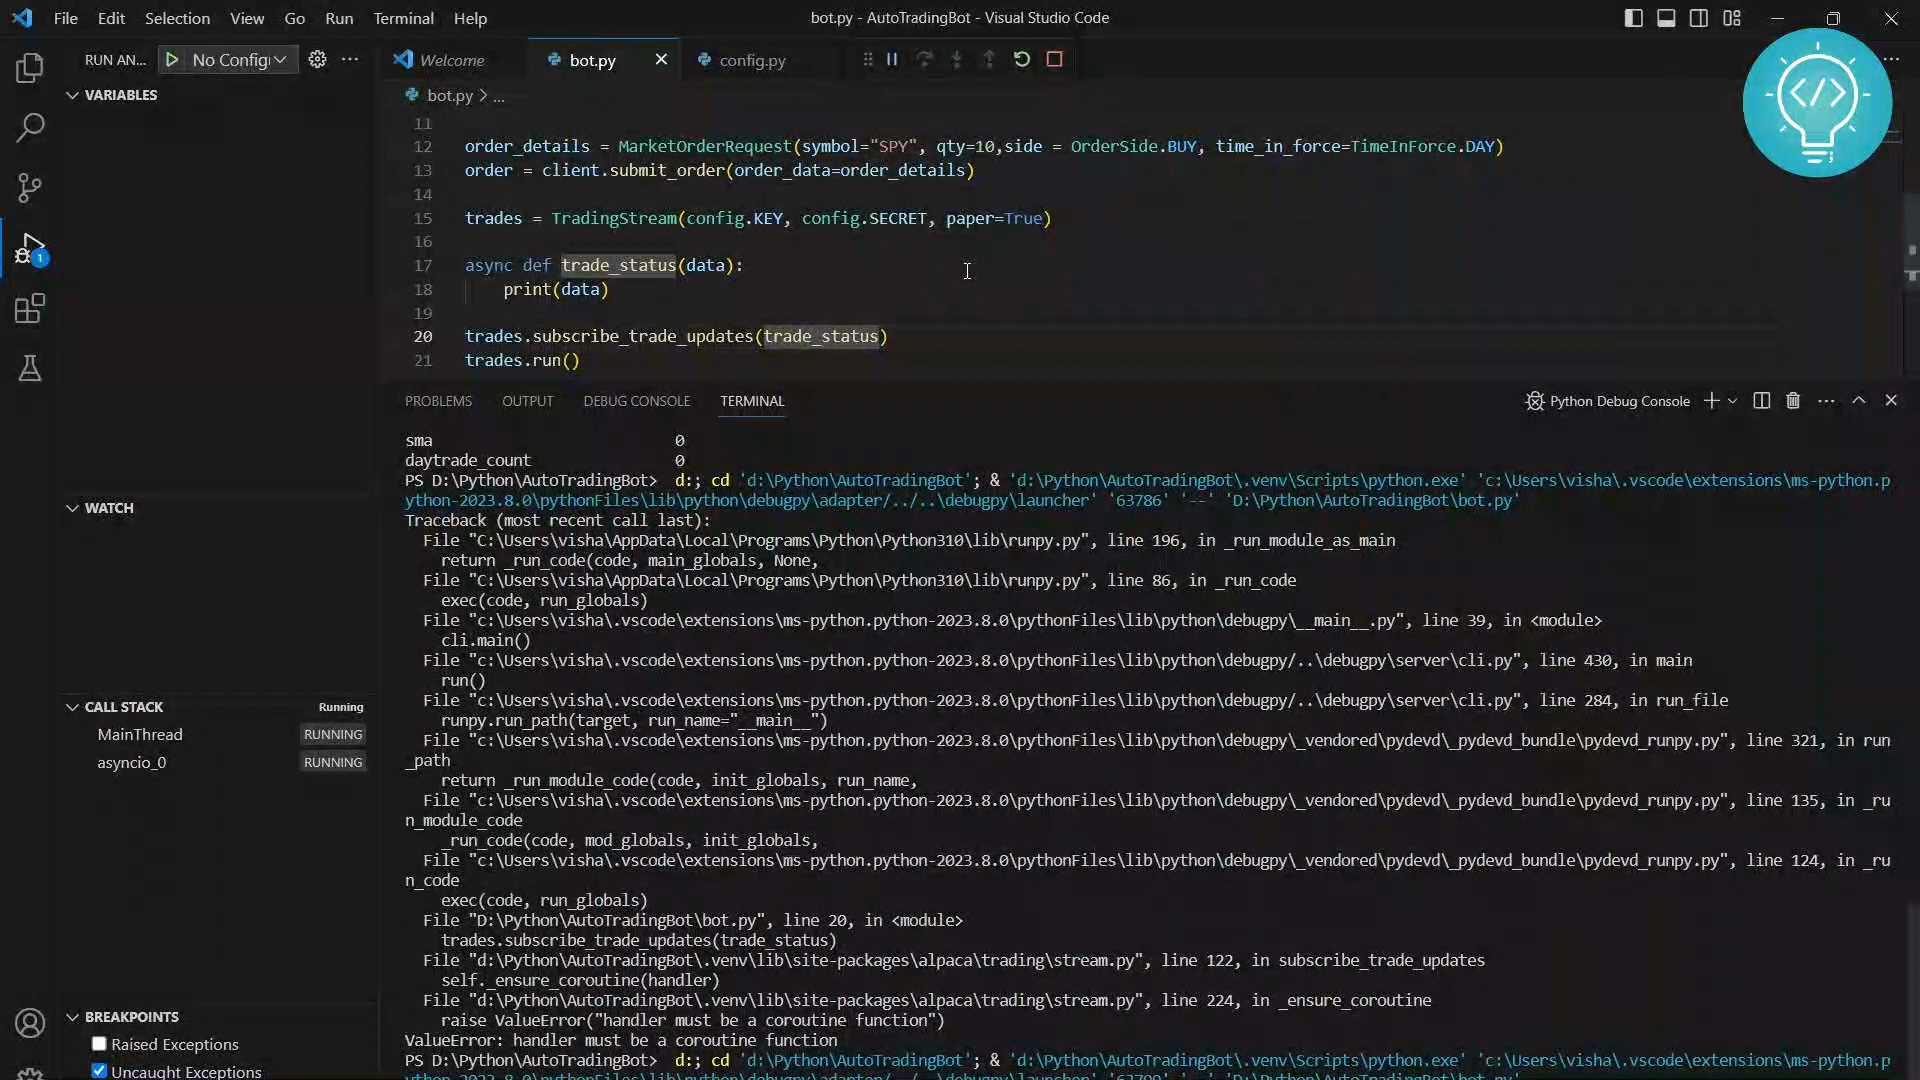 File Edit Selection View Go Run Terminal Help
bot.py - AutoTradingBot - Visual Studio Code
RUN AN... No Config
Welcome
bot.py
config.py
bot.py > ...
VARIABLES
11
12 order_details = MarketOrderRequest(symbol="SPY", qty=10,side = OrderSide.BUY, time_in_force=TimeInForce.DAY)
13 order = client.submit_order(order_data=order_details)
14
15 trades = TradingStream(config.KEY, config.SECRET, paper=True)
16
17 async def trade_status(data):
18 print(data)
19
20 trades.subscribe_trade_updates(trade_status)
21 trades.run()
PROBLEMS OUTPUT DEBUG CONSOLE TERMINAL
Python Debug Console
sma 0
daytrade_count 0
PS D:\Python\AutoTradingBot> d:; cd 'd:\Python\AutoTradingBot'; & 'd:\Python\AutoTradingBot\.venv\Scripts\python.exe' 'c:\Users\visha\.vscode\extensions\ms-python.p
ython-2023.8.0\pythonFiles\lib\python\debugpy\adapter/../..\debugpy\launcher' '63786' '--' 'D:\Python\AutoTradingBot\bot.py'
Traceback (most recent call last):
File "C:\Users\visha\AppData\Local\Programs\Python\Python310\lib\runpy.py", line 196, in _run_module_as_main
return _run_code(code, main_globals, None,
File "C:\Users\visha\AppData\Local\Programs\Python\Python310\lib\runpy.py", line 86, in _run_code
exec(code, run_globals)
File "c:\Users\visha\.vscode\extensions\ms-python.python-2023.8.0\pythonFiles\lib\python\debugpy\__main__.py", line 39, in <module>
cli.main()
File "c:\Users\visha\.vscode\extensions\ms-python.python-2023.8.0\pythonFiles\lib\python\debugpy/..\debugpy\server\cli.py", line 430, in main
run()
File "c:\Users\visha\.vscode\extensions\ms-python.python-2023.8.0\pythonFiles\lib\python\debugpy/..\debugpy\server\cli.py", line 284, in run_file
runpy.run_path(target, run_name="__main__")
File "c:\Users\visha\.vscode\extensions\ms-python.python-2023.8.0\pythonFiles\lib\python\debugpy\_vendored\pydevd\_pydevd_bundle\pydevd_runpy.py", line 321, in run
_path
return _run_module_code(code, init_globals, run_name,
File "c:\Users\visha\.vscode\extensions\ms-python.python-2023.8.0\pythonFiles\lib\python\debugpy\_vendored\pydevd\_pydevd_bundle\pydevd_runpy.py", line 135, in _ru
n_module_code
_run_code(code, mod_globals, init_globals,
File "c:\Users\visha\.vscode\extensions\ms-python.python-2023.8.0\pythonFiles\lib\python\debugpy\_vendored\pydevd\_pydevd_bundle\pydevd_runpy.py", line 124, in _ru
n_code
exec(code, run_globals)
File "D:\Python\AutoTradingBot\bot.py", line 20, in <module>
trades.subscribe_trade_updates(trade_status)
File "d:\Python\AutoTradingBot\.venv\lib\site-packages\alpaca\trading\stream.py", line 122, in subscribe_trade_updates
self._ensure_coroutine(handler)
File "d:\Python\AutoTradingBot\.venv\lib\site-packages\alpaca\trading\stream.py", line 224, in _ensure_coroutine
raise ValueError("handler must be a coroutine function")
ValueError: handler must be a coroutine function
PS D:\Python\AutoTradingBot> d:; cd 'd:\Python\AutoTradingBot'; & 'd:\Python\AutoTradingBot\.venv\Scripts\python.exe' 'c:\Users\visha\.vscode\extensions\ms-python.p
WATCH
CALL STACK Running
MainThread RUNNING
asyncio_0 RUNNING
BREAKPOINTS
Raised Exceptions
Uncaught Exceptions
1
</>